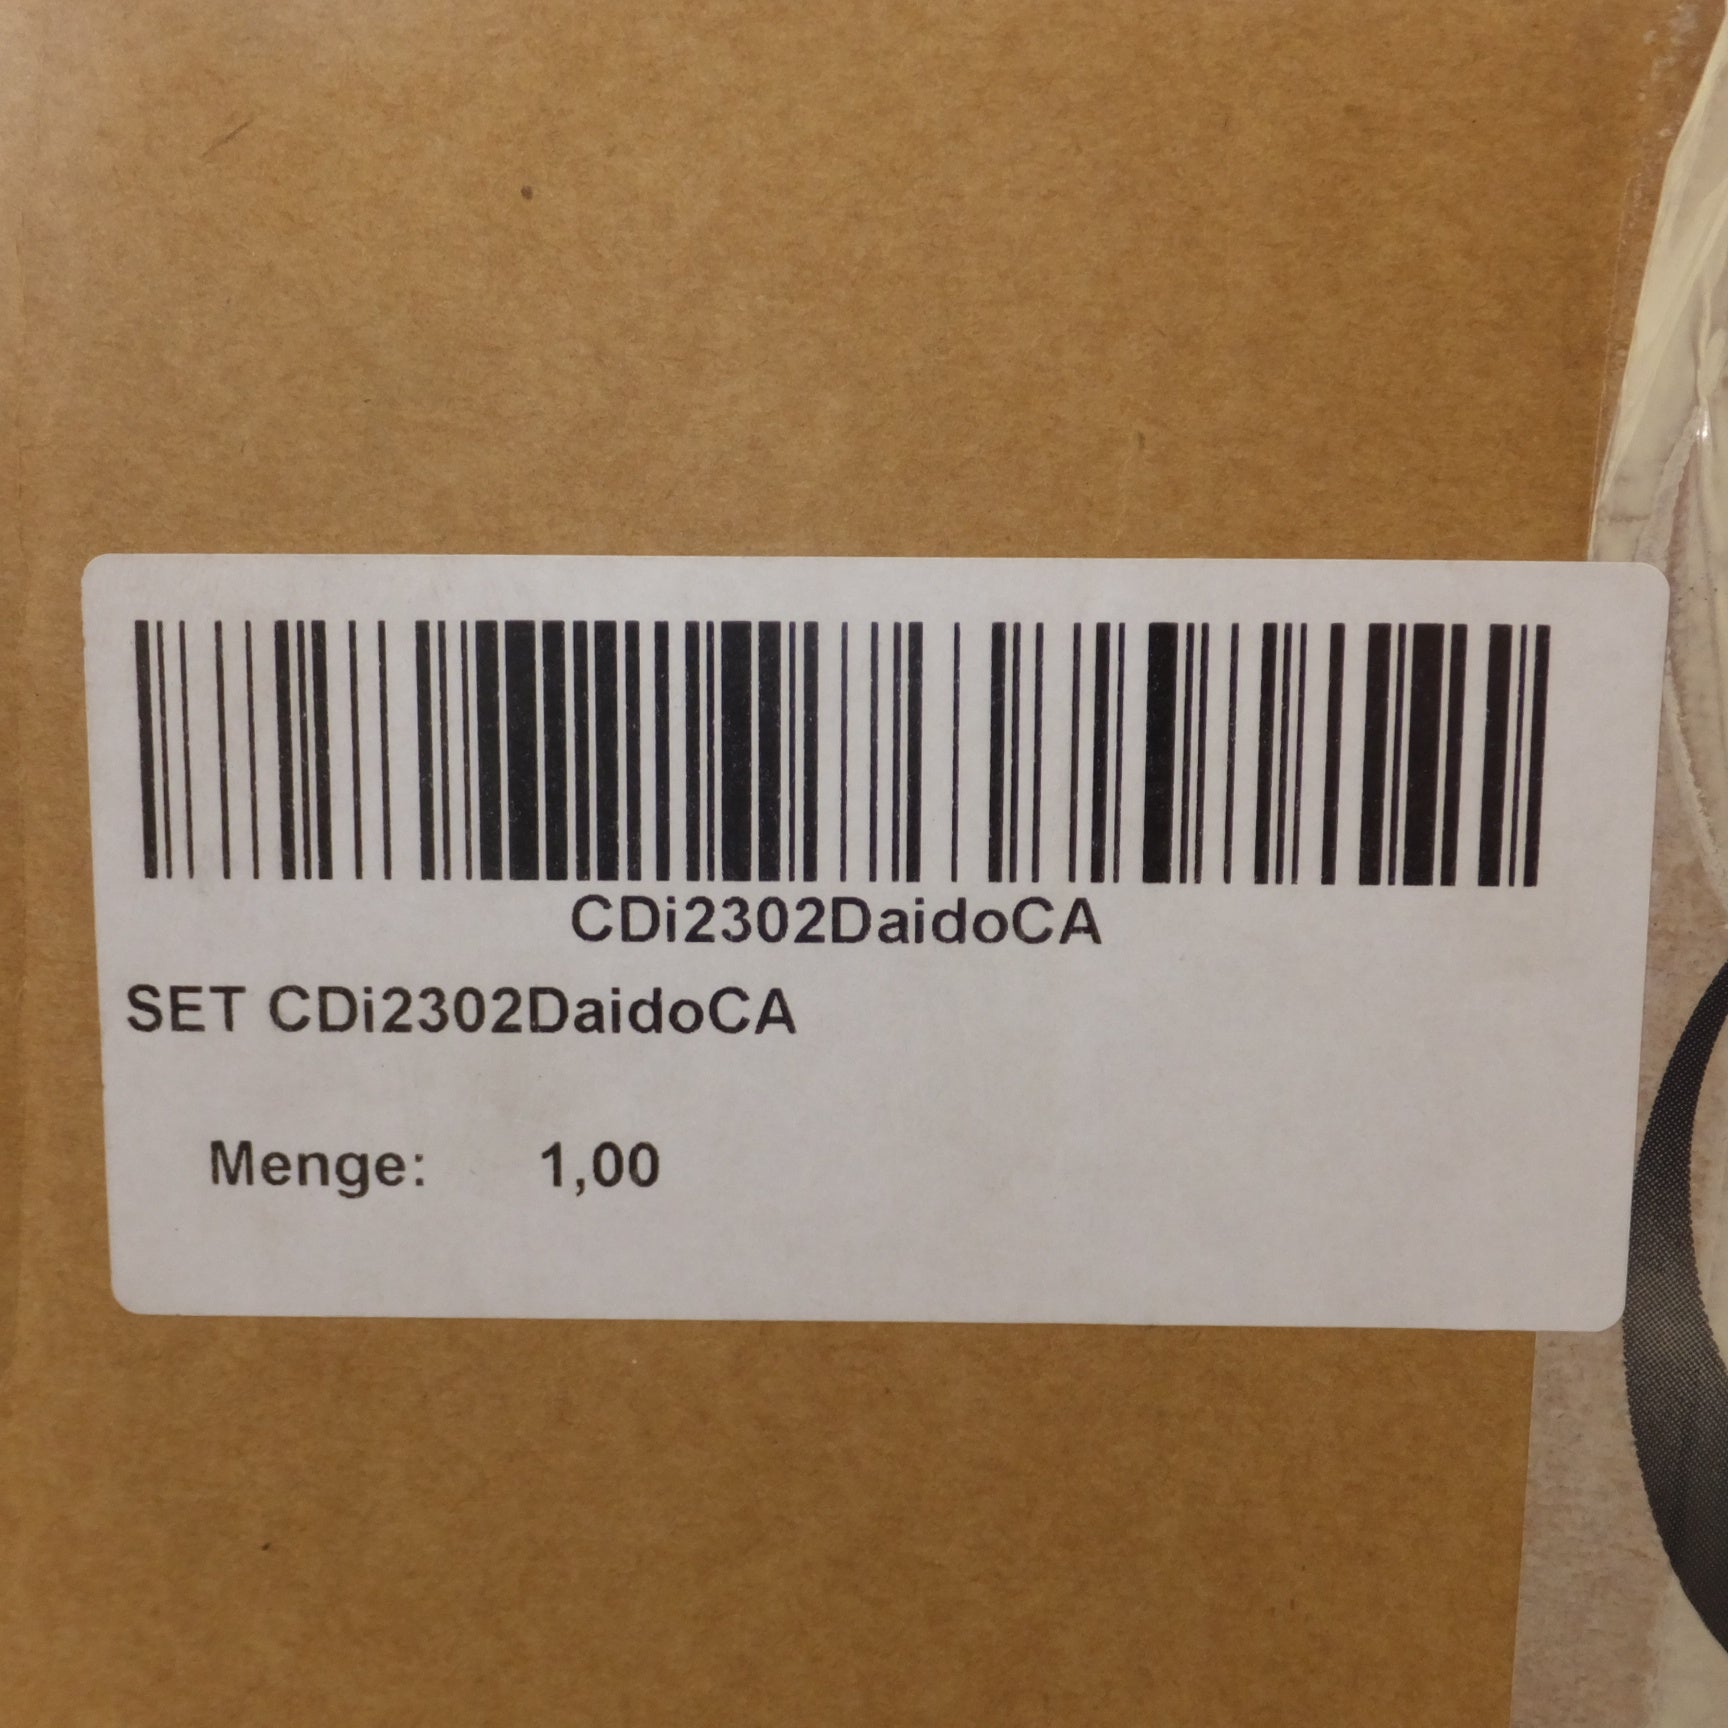 CDi2302DaidoCA
SET CDi2302DaidoCA
Menge: 1,00